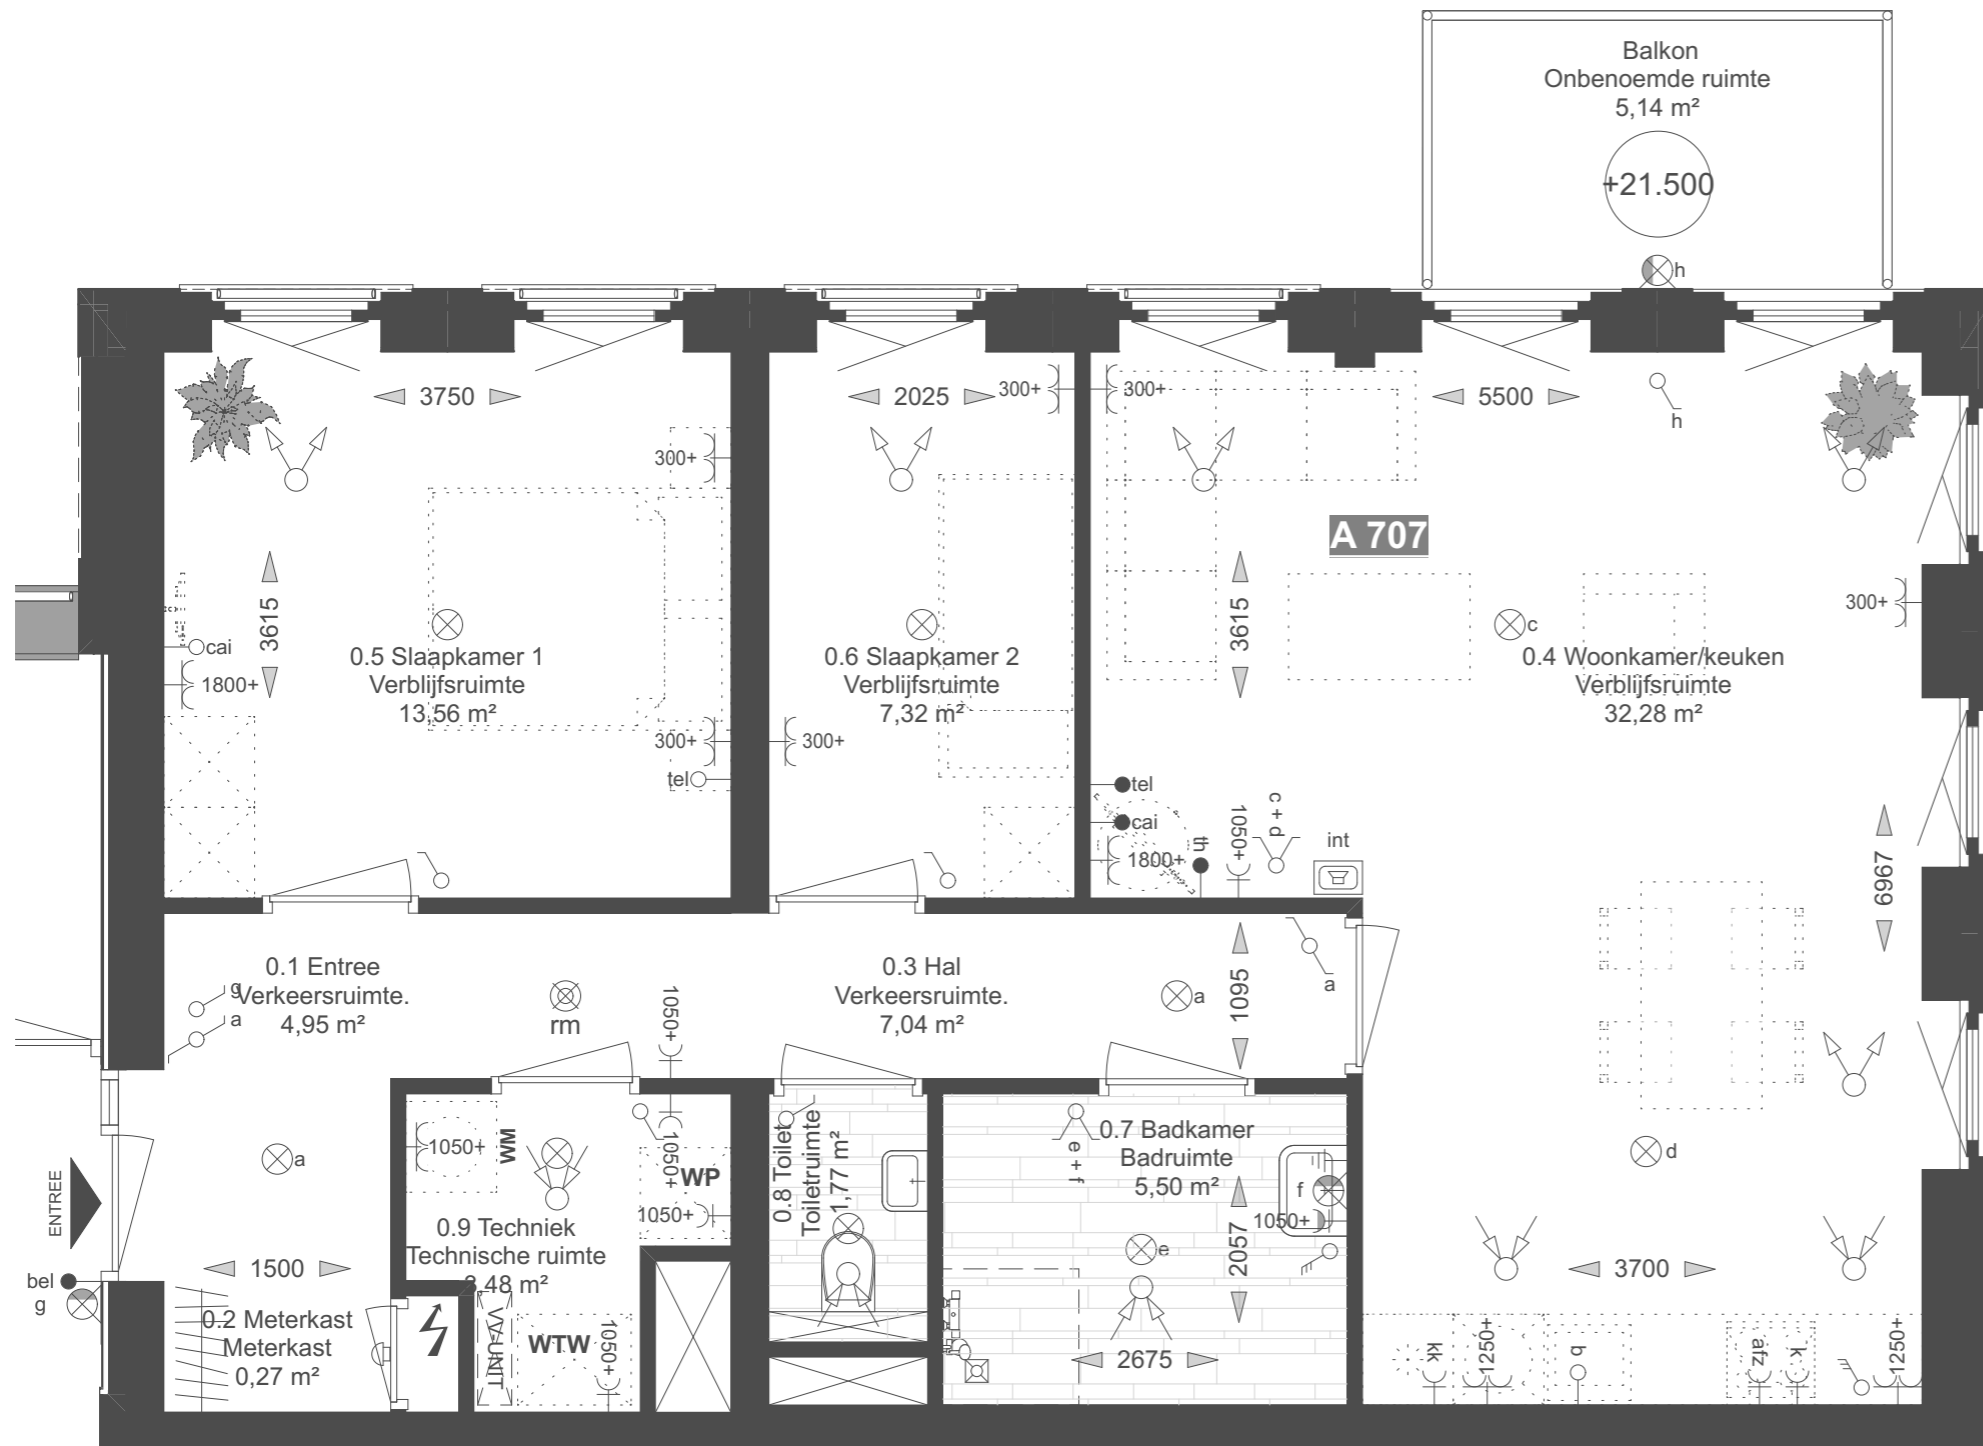 Balkon
Onbenoemde ruimte
5,14 m²
+21.500
h
3750
2025
300+
300+
5500
h
300+
A 707
3615
3615
300+
cai
1800+
0.5 Slaapkamer 1
Verblijfsruimte
13,56 m²
0.6 Slaapkamer 2
Verblijfsruimte
7,32 m²
c
0.4 Woonkamer/keuken
Verblijfsruimte
32,28 m²
300+
300+
tel
tel
cai
1800+
th
1050+
c + d
int
6967
0.1 Entree
Verkeersruimte.
4,95 m²
g
a
rm
1050+
0.3 Hal
Verkeersruimte.
7,04 m²
a
1095
a
ENTREE
a
1050+
WM
1050+
WP
1050+
0.9 Techniek
Technische ruimte
3,48 m²
0.8 Toilet
Toiletruimte
1,77 m²
e + f
0.7 Badkamer
Badruimte
5,50 m²
f
1050+
e
2057
d
bel
g
1500
0.2 Meterkast
Meterkast
0,27 m²
VV-UNIT
WTW
1050+
2675
3700
kk
1250+
b
afz
k
1250+